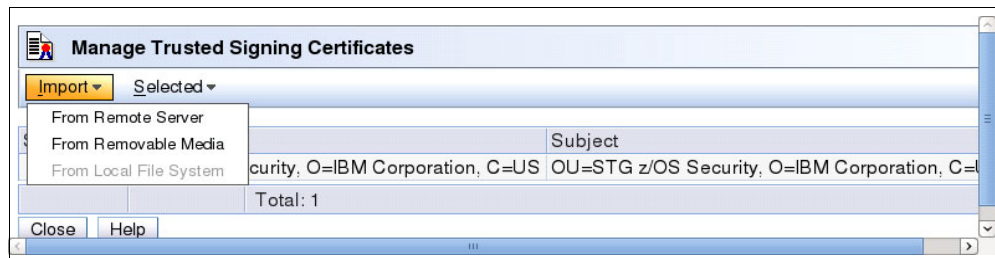 Manage Trusted Signing Certificates
Import Selected
From Remote Server
From Removable Media
From Local File System
Subject
curity, O=IBM Corporation, C=US OU=STG z/OS Security, O=IBM Corporation, C=
Total: 1
Close Help